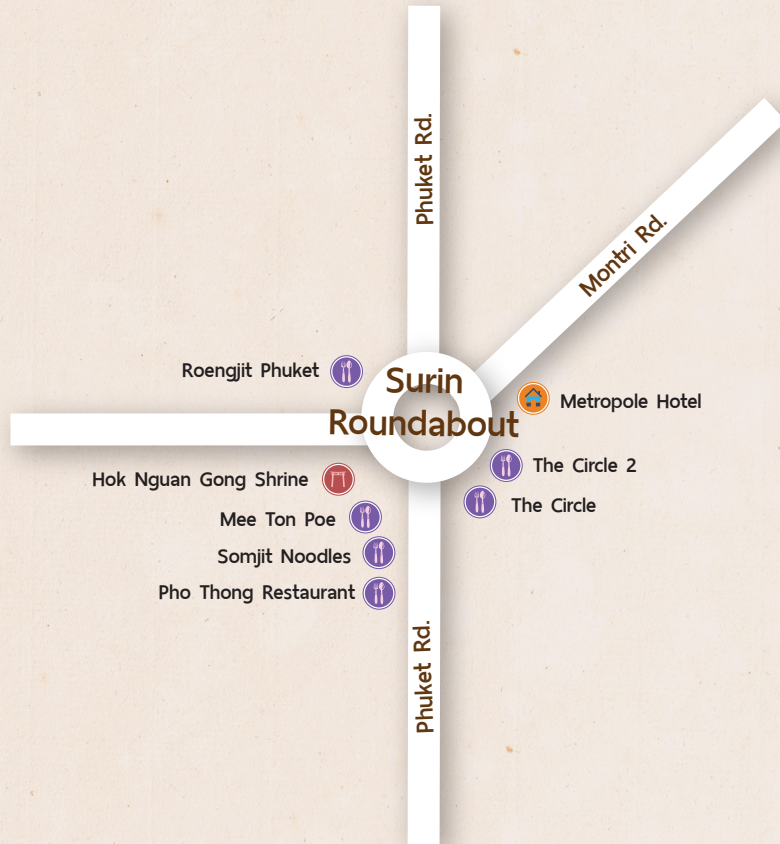 Phuket Rd.
Montri Rd.
Roengjit Phuket
Surin
Roundabout
Metropole Hotel
The Circle 2
Hok Nguan Gong Shrine
The Circle
Mee Ton Poe
Somjit Noodles
Pho Thong Restaurant
Phuket Rd.